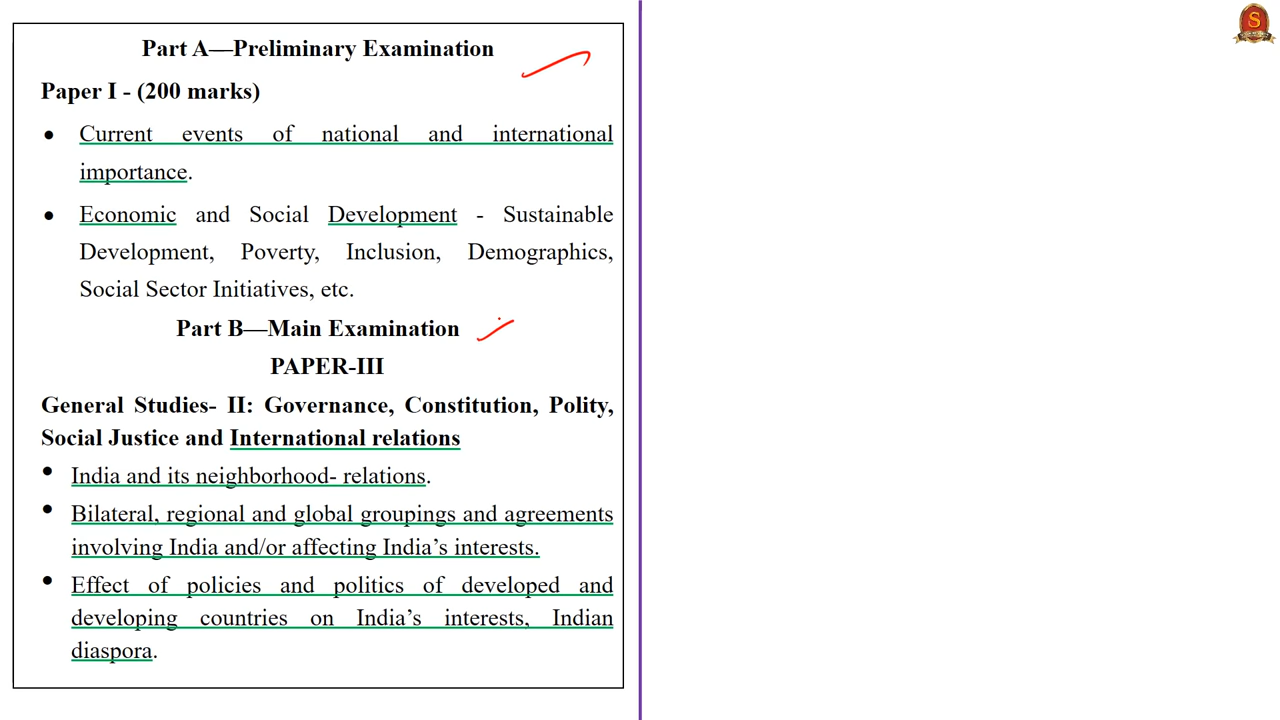 Part A—Preliminary Examination
Paper I - (200 marks)
● Current events of national and international
importance.
● Economic and Social Development - Sustainable
Development, Poverty, Inclusion, Demographics,
Social Sector Initiatives, etc.
Part B—Main Examination
PAPER-III
General Studies- II: Governance, Constitution, Polity,
Social Justice and International relations
● India and its neighborhood- relations.
● Bilateral, regional and global groupings and agreements
involving India and/or affecting India’s interests.
● Effect of policies and politics of developed and
developing countries on India’s interests, Indian
diaspora.
S